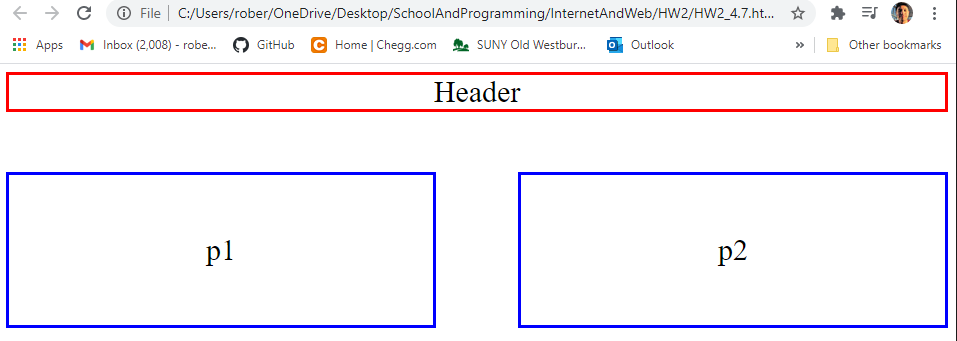 File | C:/Users/rober/OneDrive/Desktop/SchoolAndProgramming/InternetAndWeb/HW2/HW2_4.7.ht...
Apps Inbox (2,008) - robe... GitHub Home | Chegg.com SUNY Old Westbur... Outlook » Other bookmarks
Header
p1 p2